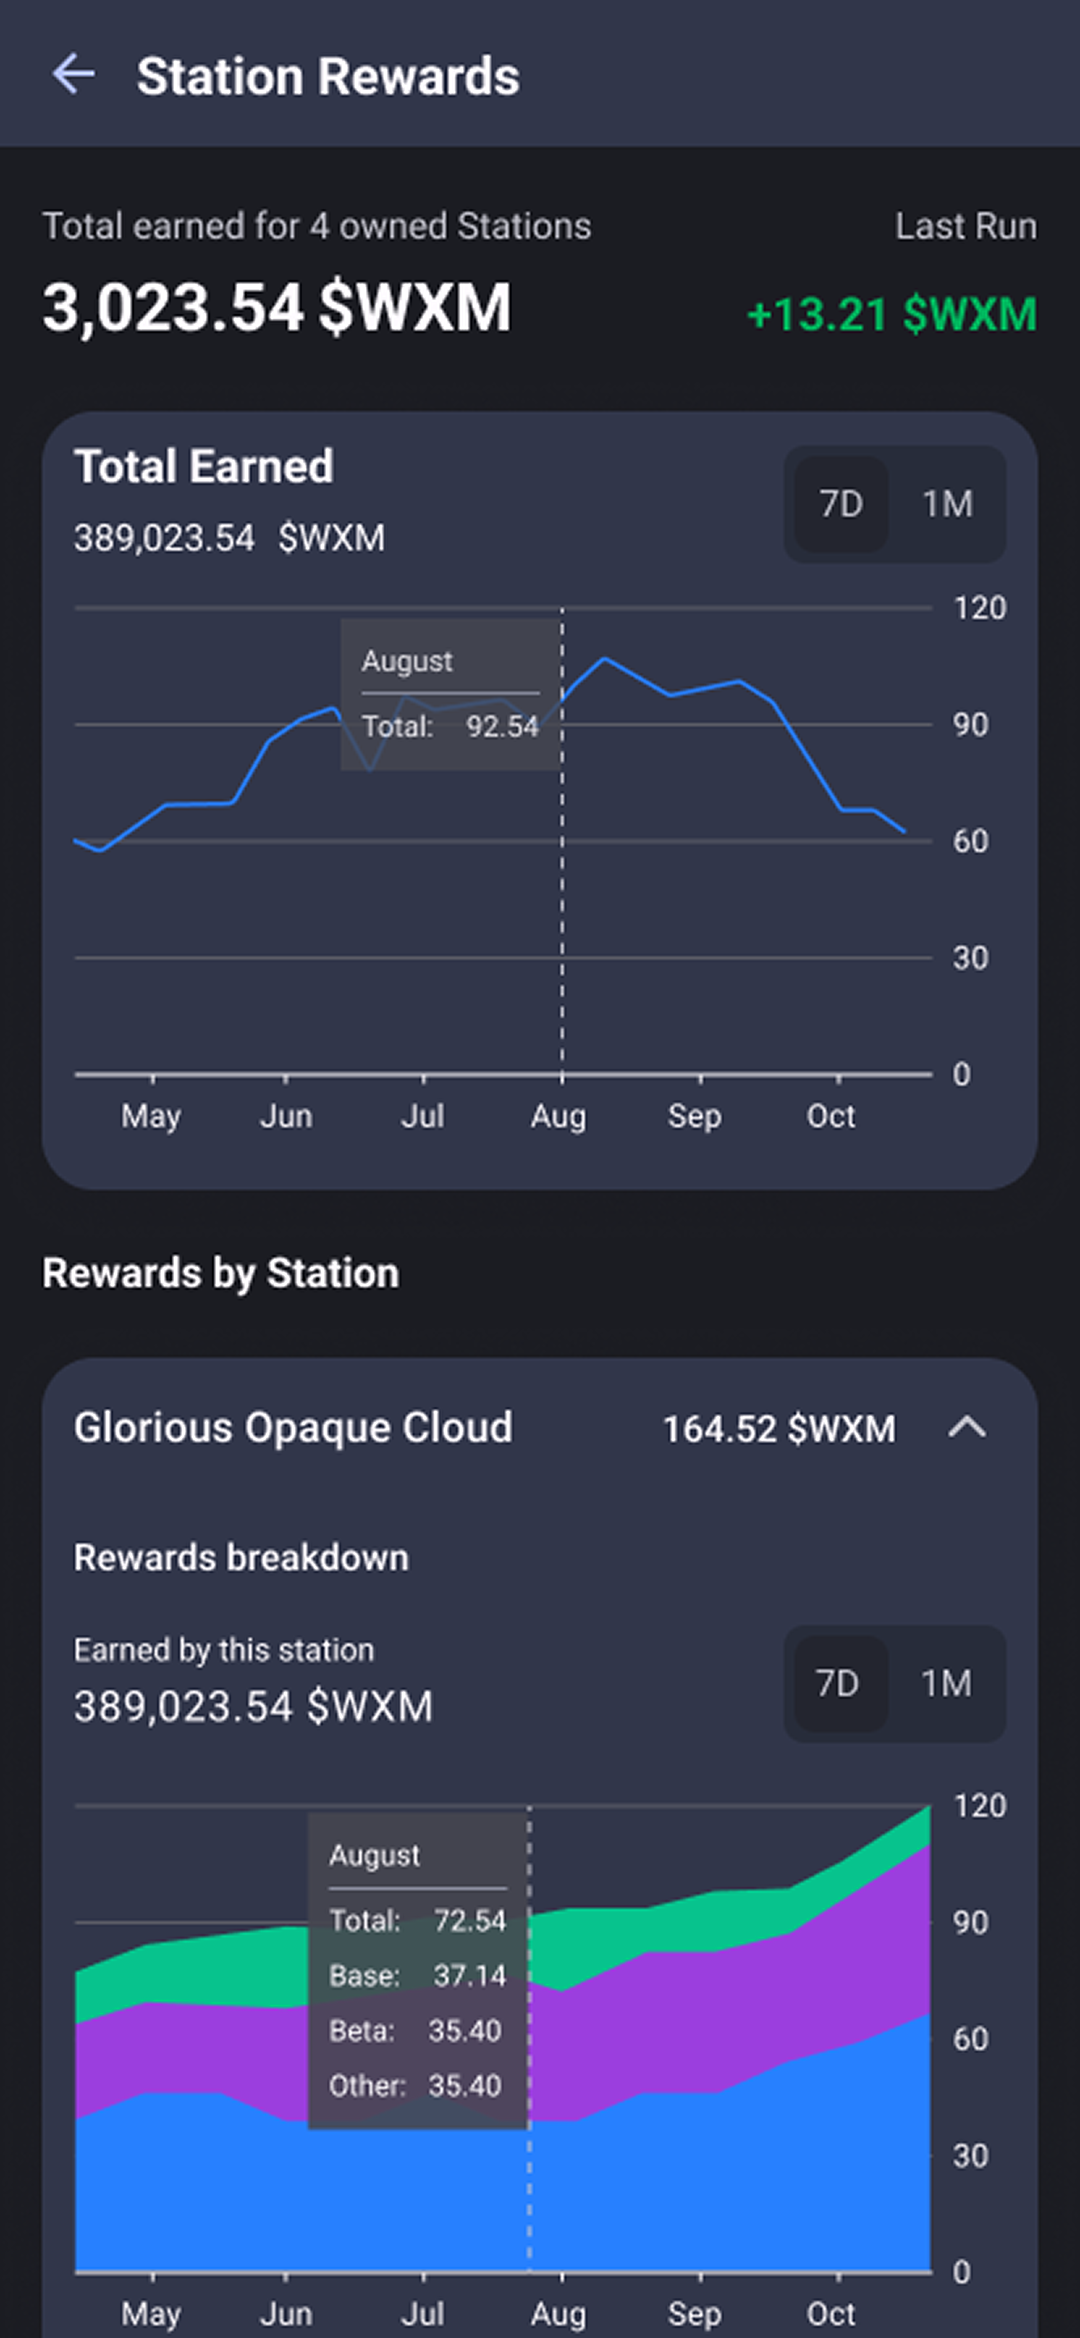 Station Rewards
Total earned for 4 owned Stations
Last Run
3,023.54 $WXM
+13.21 $WXM
Total Earned
389,023.54 $WXM
7D 1M
120
August
Total: 92.54
90
60
30
0
May Jun Jul Aug Sep Oct
Rewards by Station
Glorious Opaque Cloud 164.52 $WXM
Rewards breakdown
Earned by this station
389,023.54 $WXM
7D 1M
120
August
Total: 72.54
90
Base: 37.14
Beta: 35.40
60
Other: 35.40
30
0
May Jun Jul Aug Sep Oct